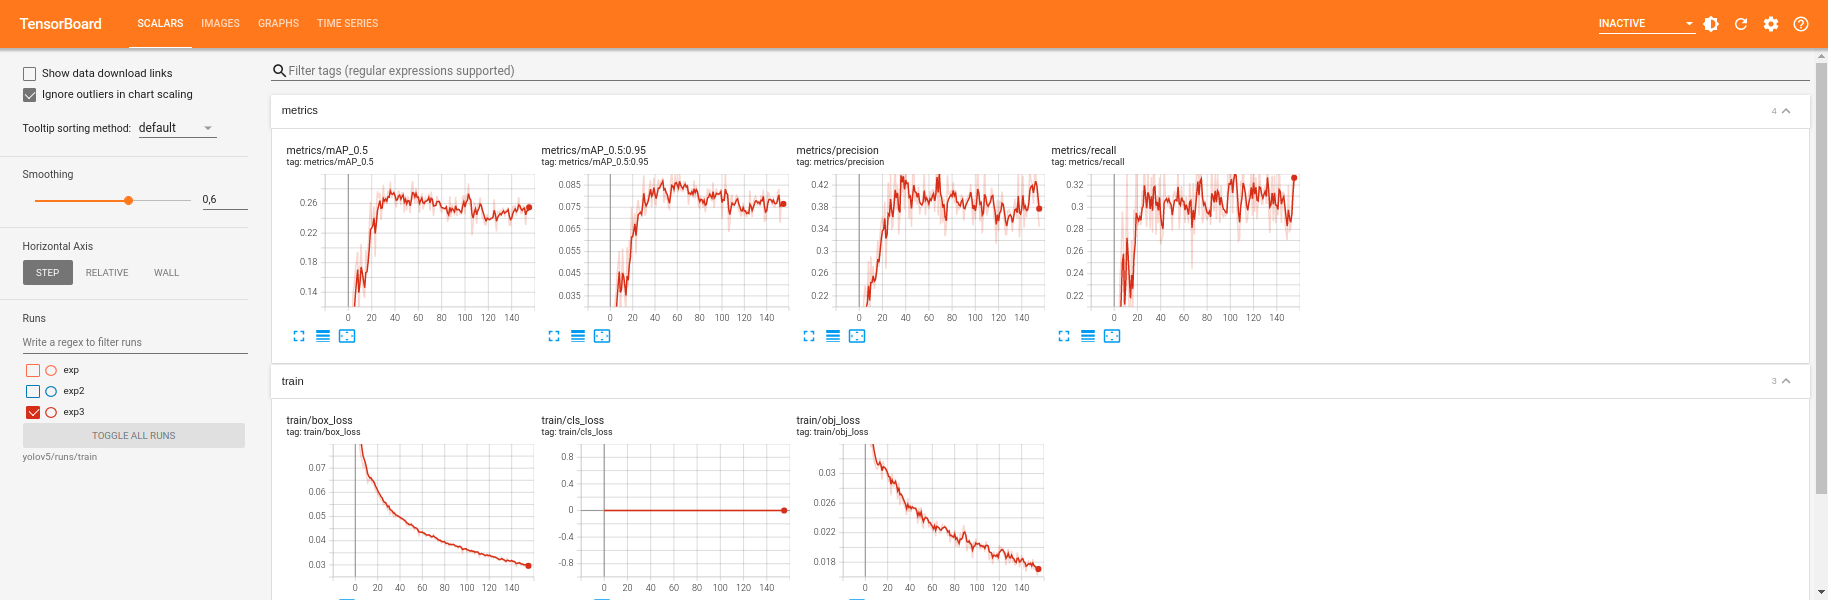 TensorBoard SCALARS IMAGES GRAPHS TIME SERIES INACTIVE
Show data download links
Ignore outliers in chart scaling
Tooltip sorting method: default
Smoothing
0,6
Horizontal Axis
STEP RELATIVE WALL
Runs
Write a regex to filter runs
exp
exp2
exp3
TOGGLE ALL RUNS
yolov5/runs/train
Filter tags (regular expressions supported)
metrics 4
metrics/mAP_0.5
tag: metrics/mAP_0.5
0.26
0.22
0.18
0.14
0 20 40 60 80 100 120 140
metrics/mAP_0.5:0.95
tag: metrics/mAP_0.5:0.95
0.085
0.075
0.065
0.055
0.045
0.035
0 20 40 60 80 100 120 140
metrics/precision
tag: metrics/precision
0.42
0.38
0.34
0.3
0.26
0.22
0 20 40 60 80 100 120 140
metrics/recall
tag: metrics/recall
0.32
0.3
0.28
0.26
0.24
0.22
0 20 40 60 80 100 120 140
train 3
train/box_loss
tag: train/box_loss
0.07
0.06
0.05
0.04
0.03
0 20 40 60 80 100 120 140
train/cls_loss
tag: train/cls_loss
0.8
0.4
0
-0.4
-0.8
0 20 40 60 80 100 120 140
train/obj_loss
tag: train/obj_loss
0.03
0.026
0.022
0.018
0 20 40 60 80 100 120 140